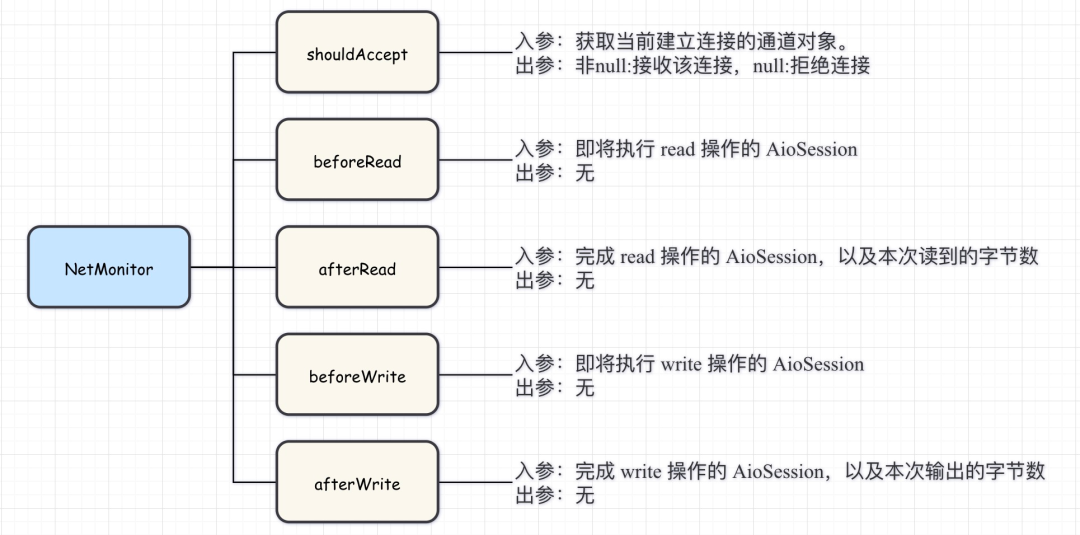 shouldAccept
入参：获取当前建立连接的通道对象。
出参：非null:接收该连接，null:拒绝连接
beforeRead
入参：即将执行 read 操作的 AioSession
出参：无
NetMonitor
afterRead
入参：完成 read 操作的 AioSession，以及本次读到的字节数
出参：无
beforeWrite
入参：即将执行 write 操作的 AioSession
出参：无
afterWrite
入参：完成 write 操作的 AioSession，以及本次输出的字节数
出参：无